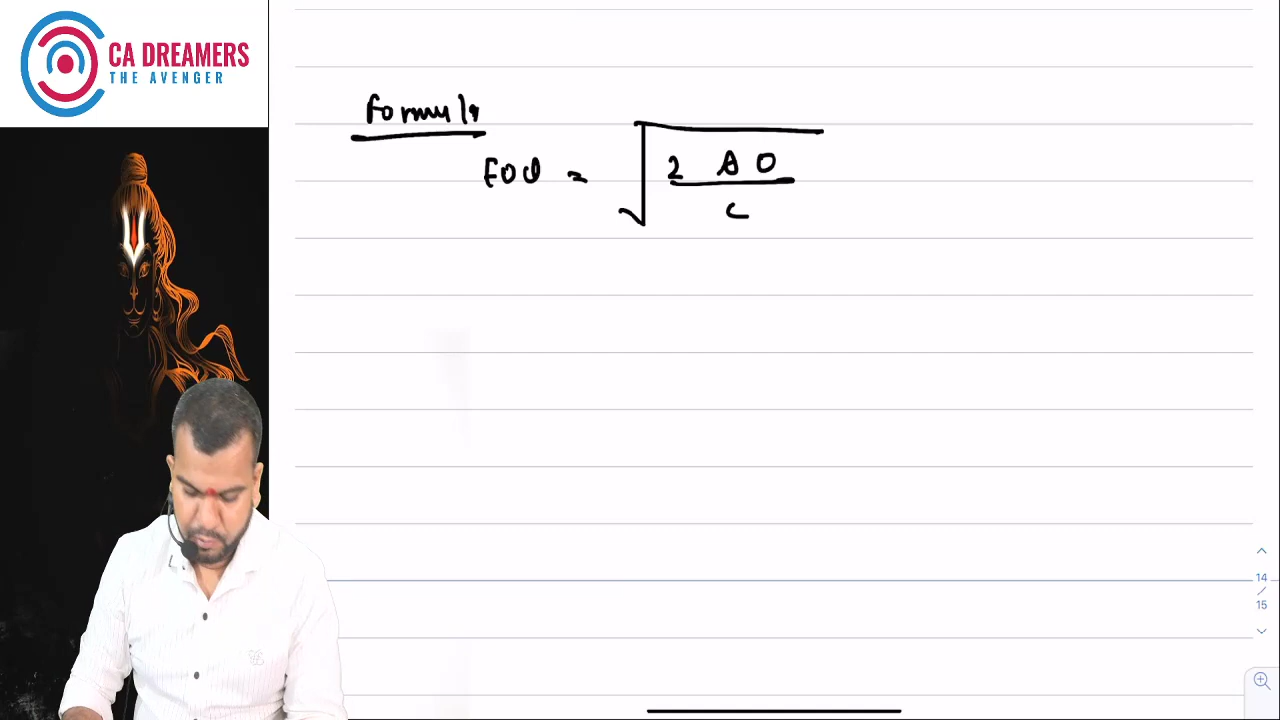 CA DREAMERS
THE AVENGER
Formula
EOQ = √ 2 A O
C
14
/
15